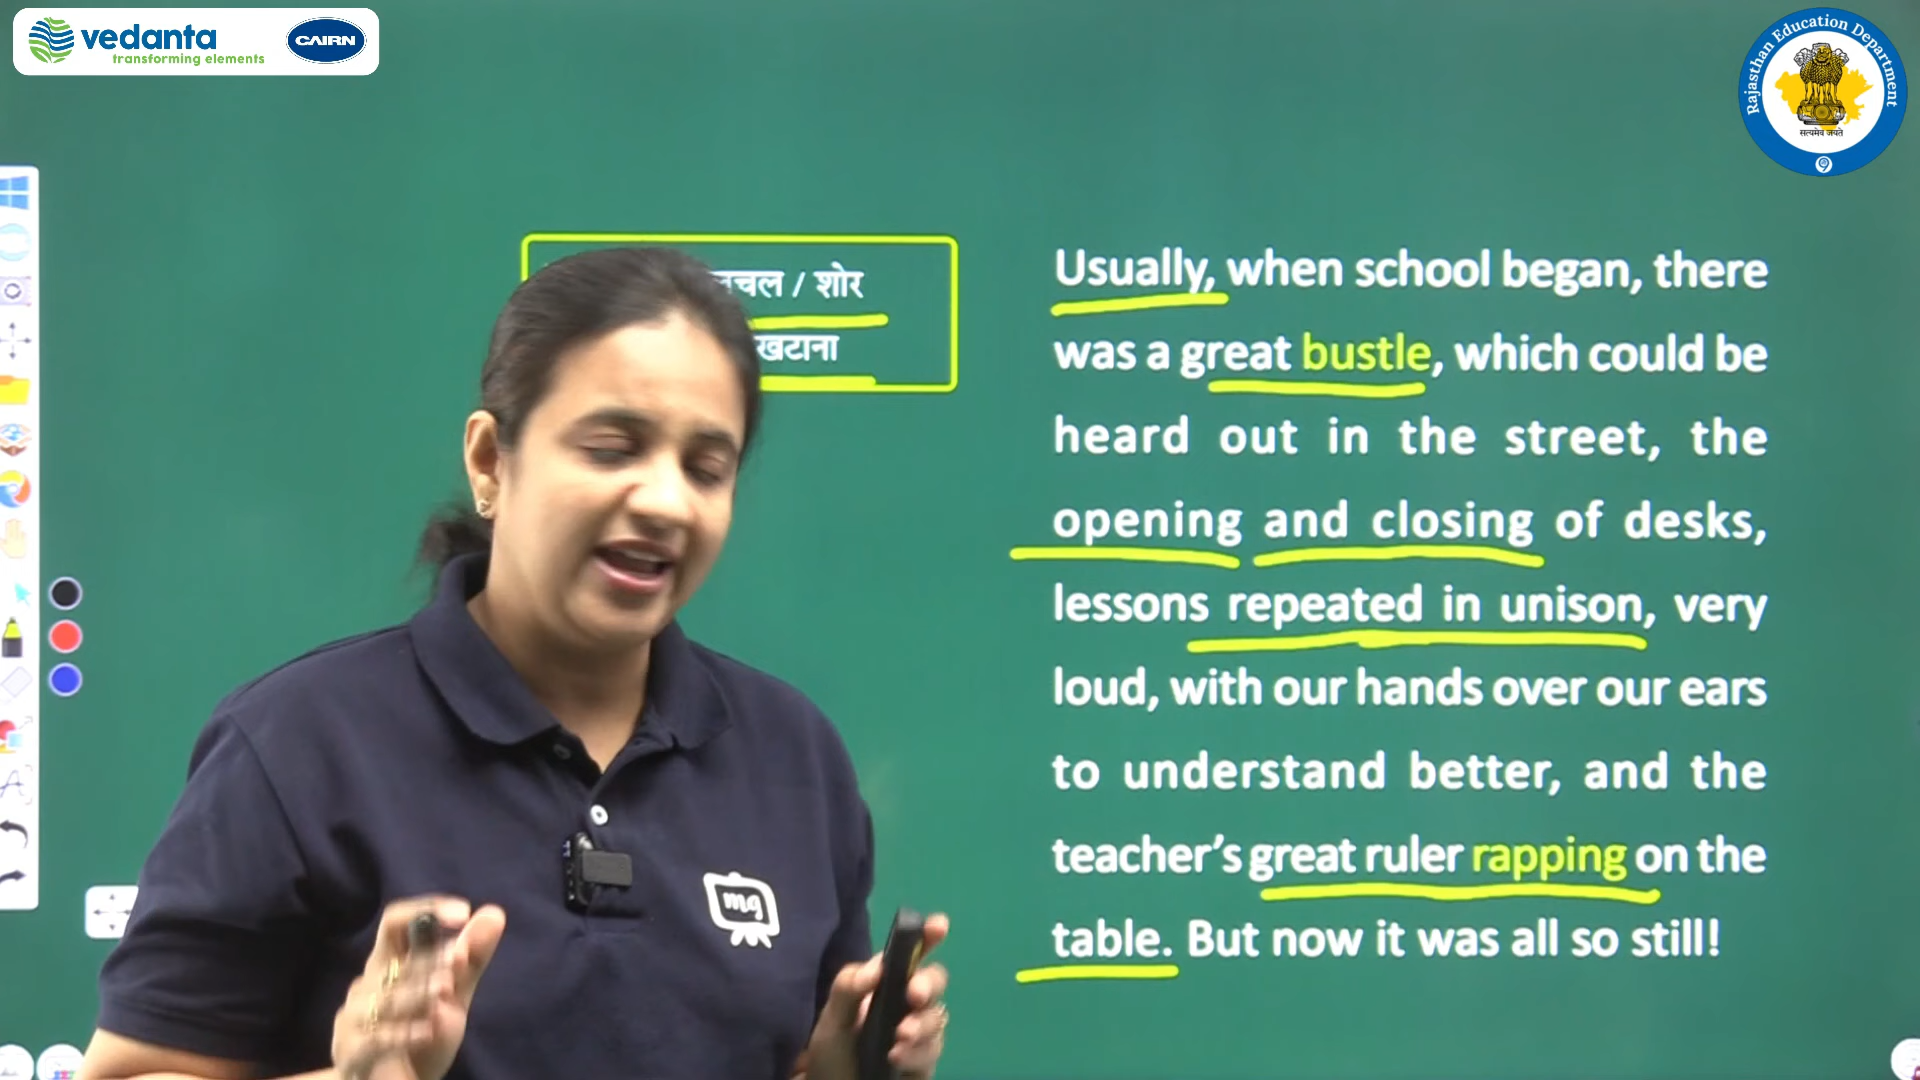 vedanta
transforming elements
CAIRN
Rajasthan Education Department
सत्यमेव जयते
/ शोर
Usually, when school began, there
was a great bustle, which could be
heard out in the street, the
opening and closing of desks,
lessons repeated in unison, very
loud, with our hands over our ears
to understand better, and the
teacher’s great ruler rapping on the
table. But now it was all so still!
mg